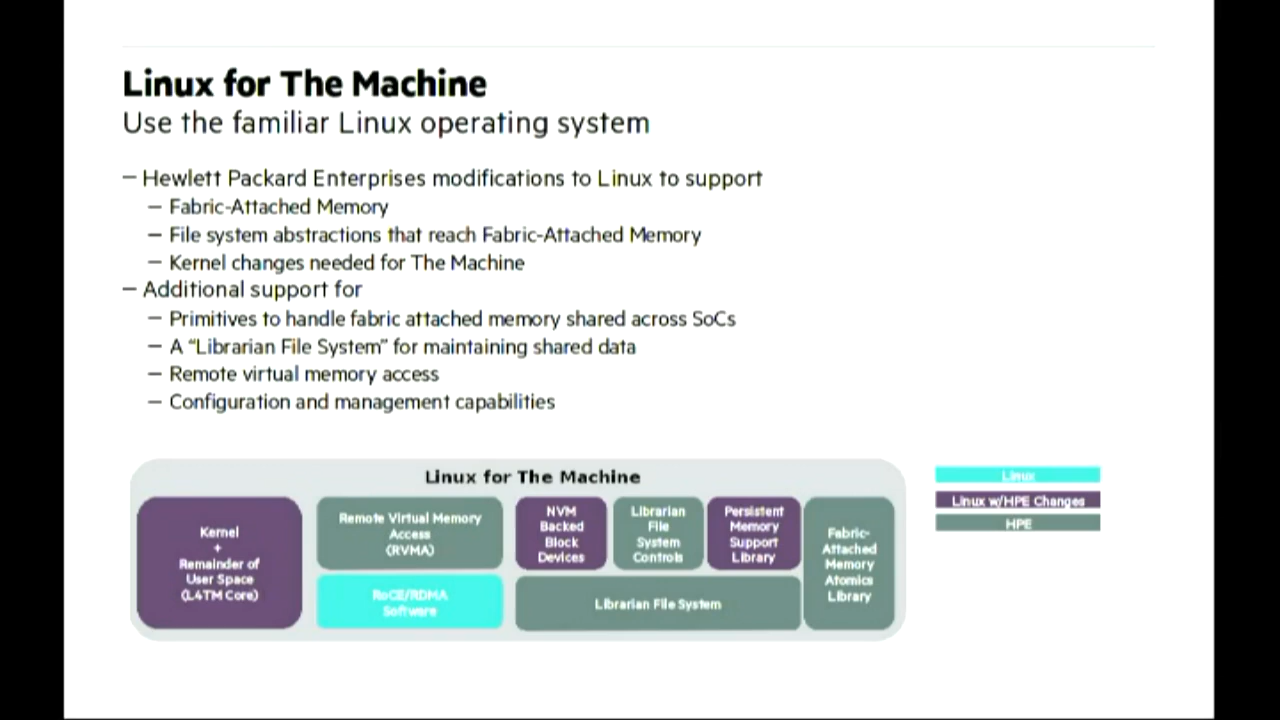 Linux for The Machine
Use the familiar Linux operating system
— Hewlett Packard Enterprises modifications to Linux to support
— Fabric-Attached Memory
— File system abstractions that reach Fabric-Attached Memory
— Kernel changes needed for The Machine
— Additional support for
— Primitives to handle fabric attached memory shared across SoCs
— A “Librarian File System” for maintaining shared data
— Remote virtual memory access
— Configuration and management capabilities
Linux for The Machine
Kernel
+
Remainder of
User Space
(L4TM Core)
Remote Virtual Memory
Access
(RVMA)
RoCE/RDMA
Software
NVM
Backed
Block
Devices
Librarian
File
System
Controls
Persistent
Memory
Support
Library
Librarian File System
Fabric-
Attached
Memory
Atomics
Library
Linux
Linux w/HPE Changes
HPE